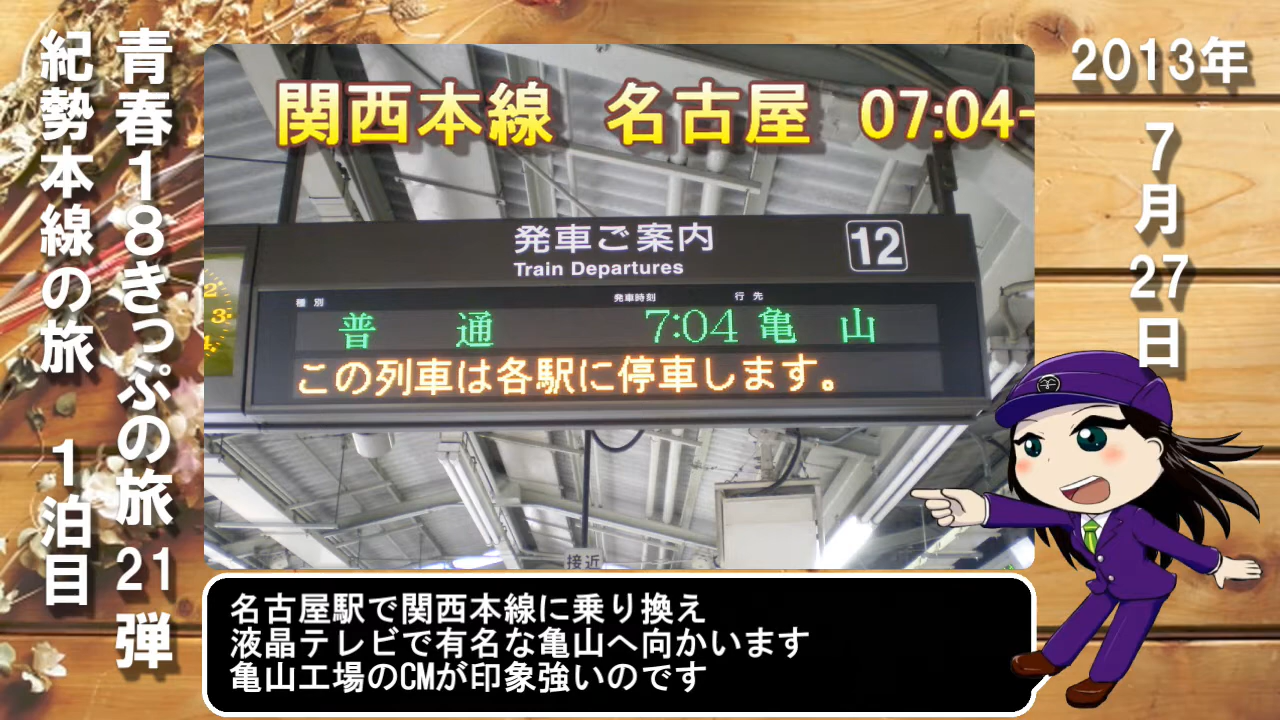 青春18きっぷの旅 21弾
紀勢本線の旅 1泊目
2013年
7月27日
関西本線 名古屋 07:04-
発車ご案内
Train Departures
12
種別 発車時刻 行先
普通 7:04 亀山
この列車は各駅に停車します。
2
3
4
接近
名古屋駅で関西本線に乗り換え
液晶テレビで有名な亀山へ向かいます
亀山工場のCMが印象強いのです